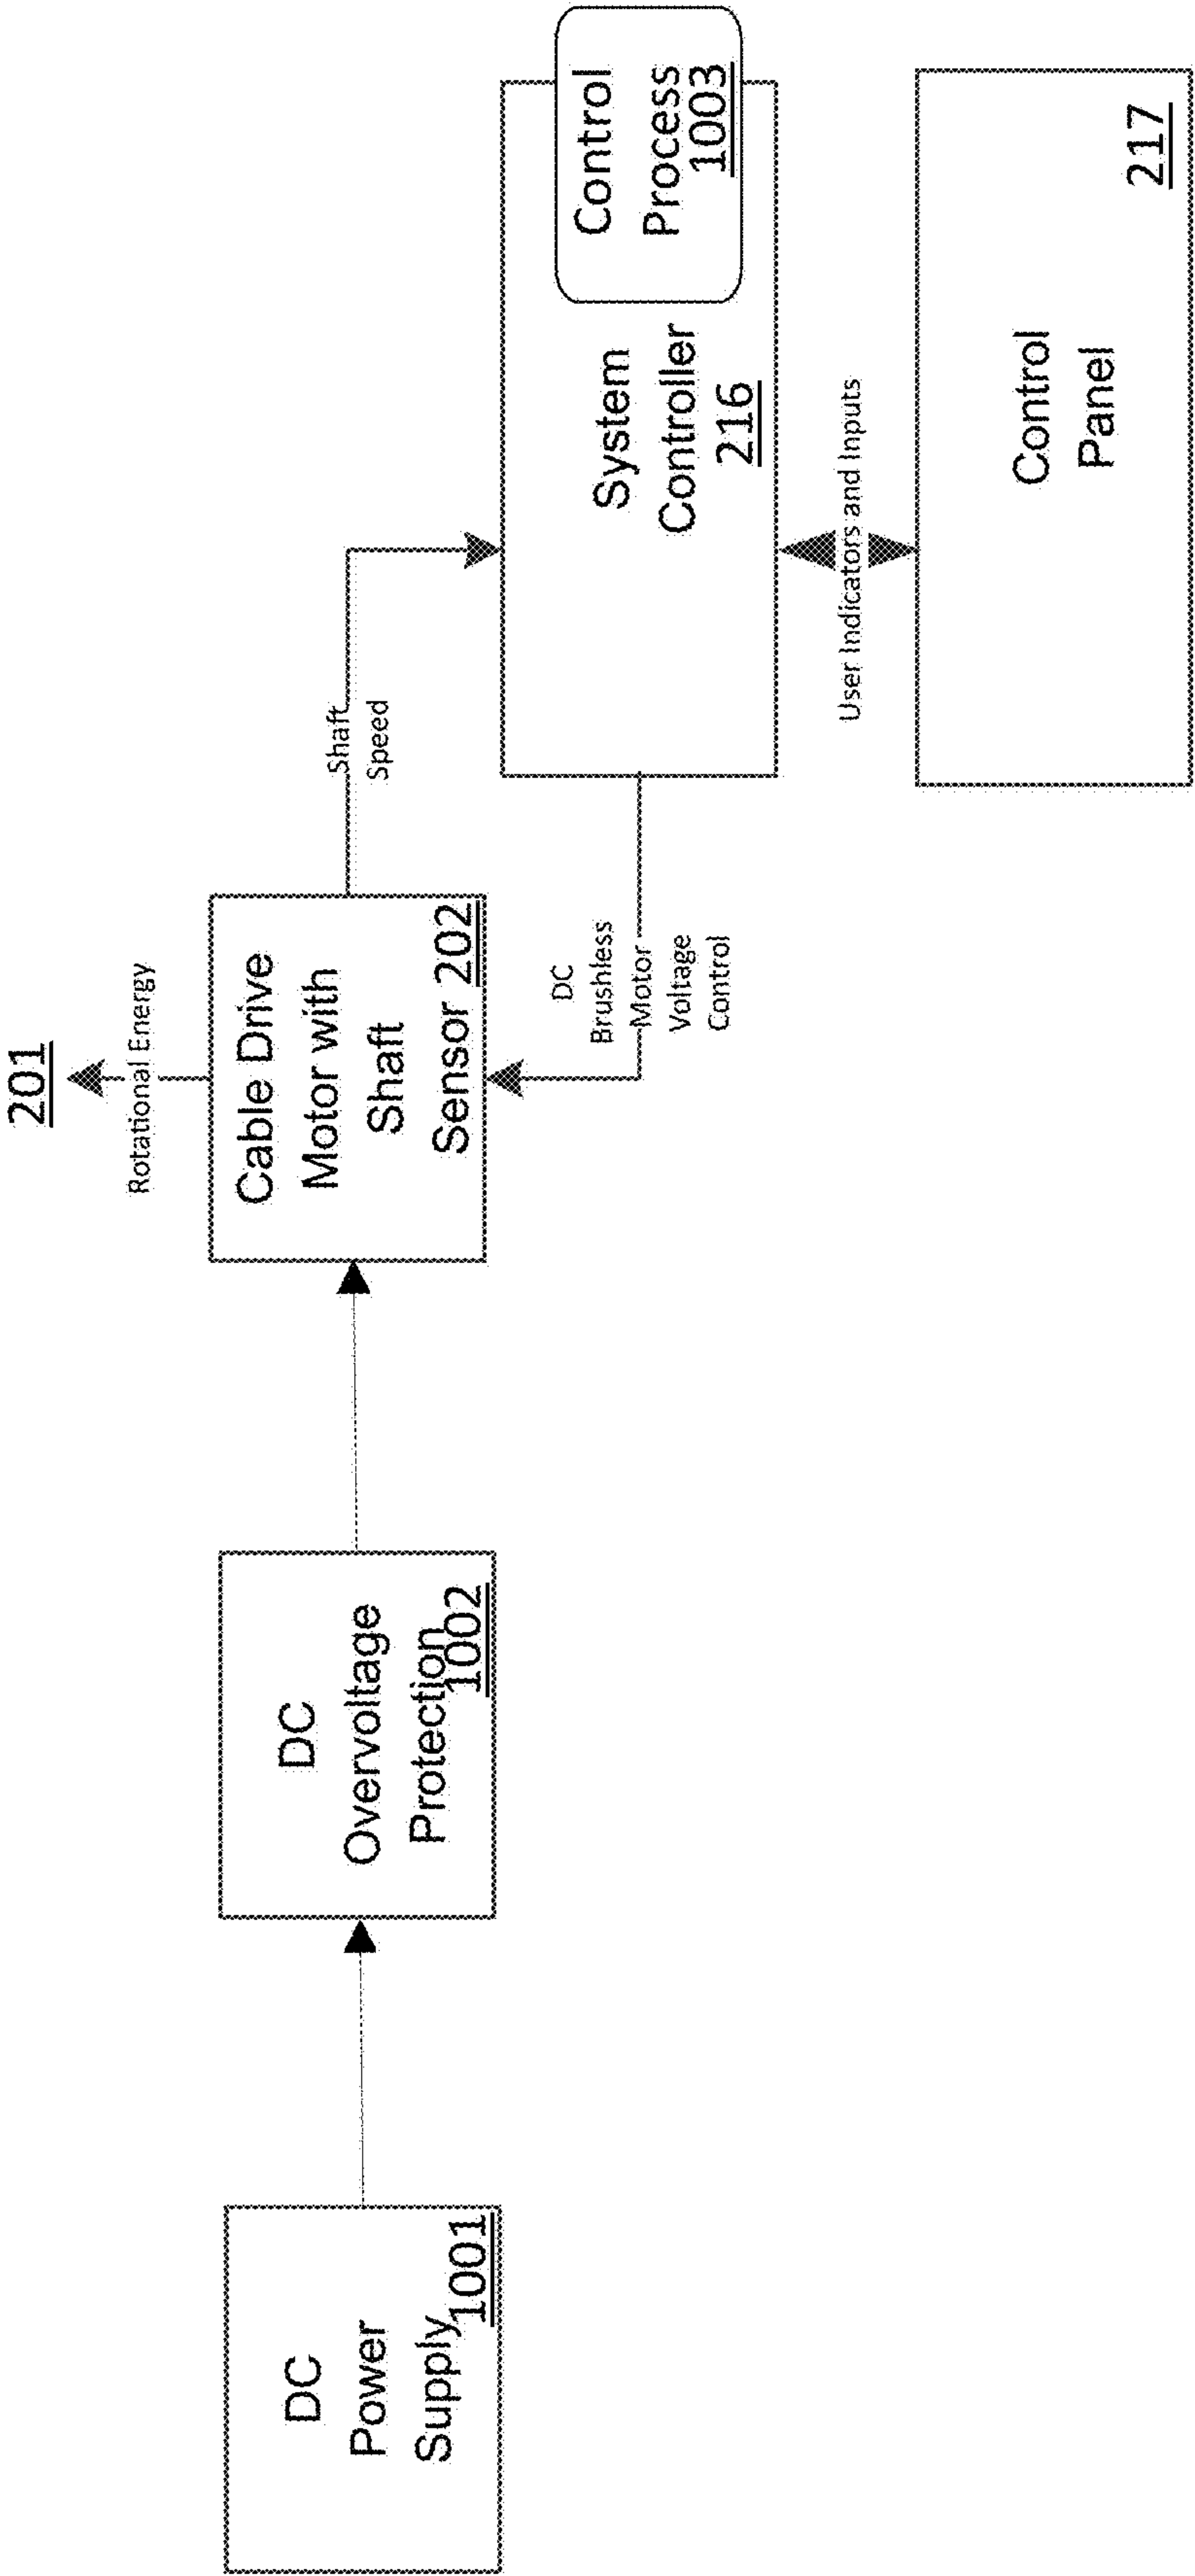 DC
Power
Supply
1001
DC
Overvoltage
Protection
1002
201
Rotational Energy
Cable Drive
Motor with
Shaft
Sensor 202
Shaft
Speed
DC
Brushless
Motor
Voltage
Control
Control
Process
1003
System
Controller
216
User Indicators and Inputs
Control
Panel
217